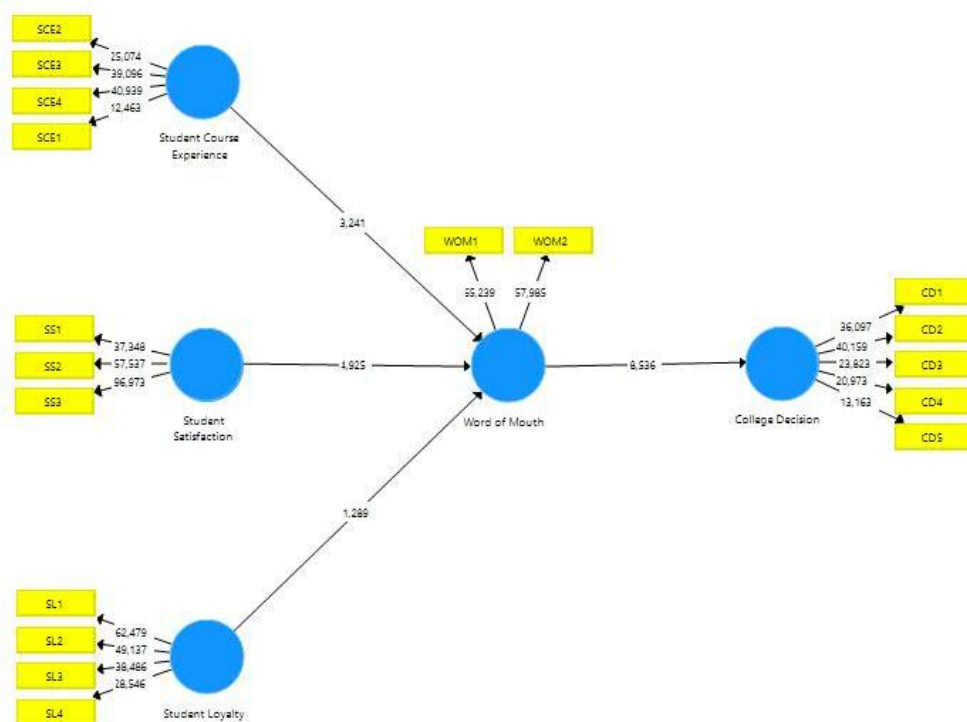 SCE2
SCE3
SCE4
SCE1
25,074
39,096
40,939
12,463
Student Course
Experience
3,241
WOM1
WOM2
57,985
SS1
SS2
SS3
37,348
57,537
96,973
Student
Satisfaction
4,925
Word of Mouth
8,536
College Decision
36,097
40,159
23,823
20,973
13,163
CD1
CD2
CD3
CD4
CD5
1,289
SL1
SL2
SL3
SL4
62,479
49,137
38,486
28,546
Student Loyalty